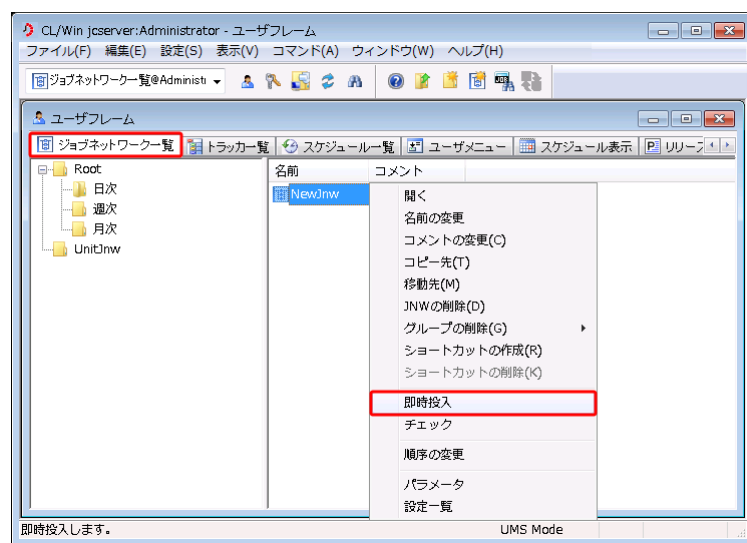 CL/Win jcserver:Administrator - ユーザフレーム
ファイル(F) 編集(E) 設定(S) 表示(V) コマンド(A) ウィンドウ(W) ヘルプ(H)
ジョブネットワーク一覧@Administ
ユーザフレーム
ジョブネットワーク一覧 トラッカー一覧 スケジュール一覧 ユーザメニュー スケジュール表示 リリー
Root
日次
週次
月次
UnitJnw
名前 コメント
NewJnw
開く
名前の変更
コメントの変更(C)
コピー先(T)
移動先(M)
JNWの削除(D)
グループの削除(G)
ショートカットの作成(R)
ショートカットの削除(K)
即時投入
チェック
順序の変更
パラメータ
設定一覧
即時投入します。 UMS Mode